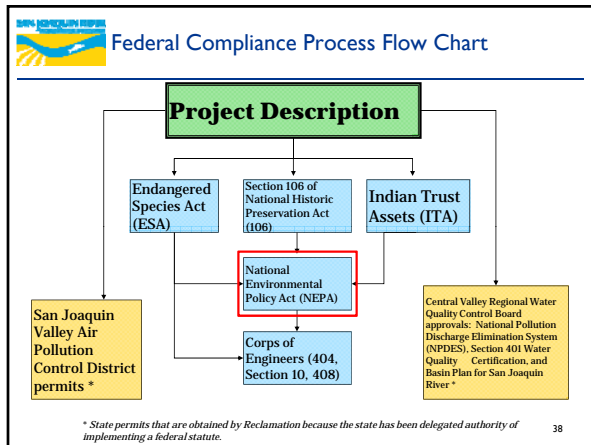 SAN JOAQUIN RIVER
Federal Compliance Process Flow Chart
Project Description
Endangered
Species Act
(ESA)
Section 106 of
National Historic
Preservation Act
(106)
Indian Trust
Assets (ITA)
National
Environmental
Policy Act (NEPA)
San Joaquin
Valley Air
Pollution
Control District
permits *
Corps of
Engineers (404,
Section 10, 408)
Central Valley Regional Water
Quality Control Board
approvals: National Pollution
Discharge Elimination System
(NPDES), Section 401 Water
Quality Certification, and
Basin Plan for San Joaquin
River *
* State permits that are obtained by Reclamation because the state has been delegated authority of
implementing a federal statute.
38